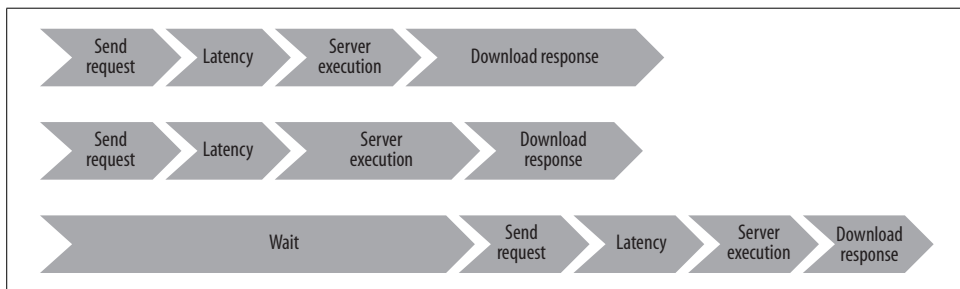 Send
request
Latency
Server
execution
Download response
Send
request
Latency
Server
execution
Download
response
Wait
Send
request
Latency
Server
execution
Download
response